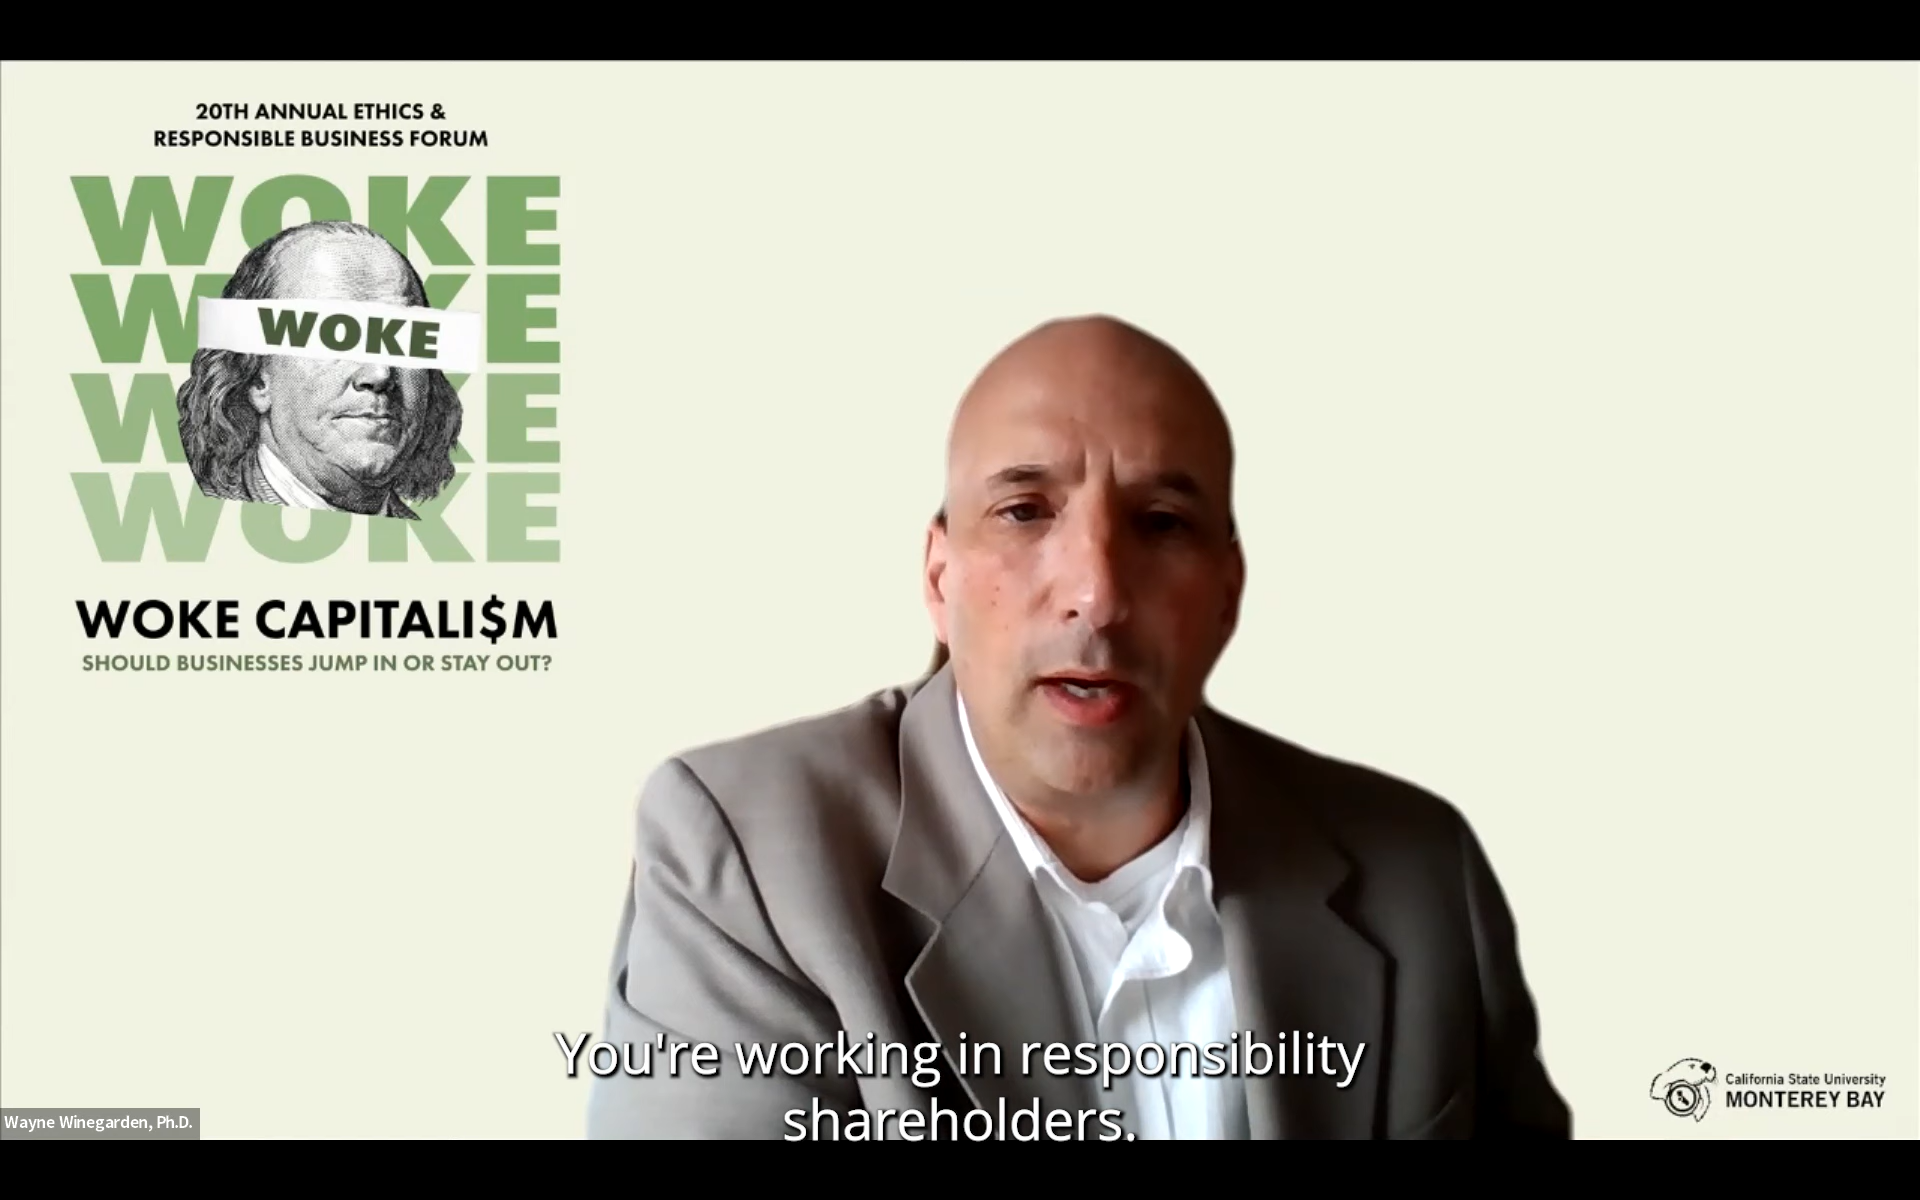 20TH ANNUAL ETHICS &
RESPONSIBLE BUSINESS FORUM
WOKE
WOKE
WOKE
WOKE
WOKE
WOKE CAPITALI$M
SHOULD BUSINESSES JUMP IN OR STAY OUT?
You're working in responsibility
shareholders.
Wayne Winegarden, Ph.D.
California State University
MONTEREY BAY